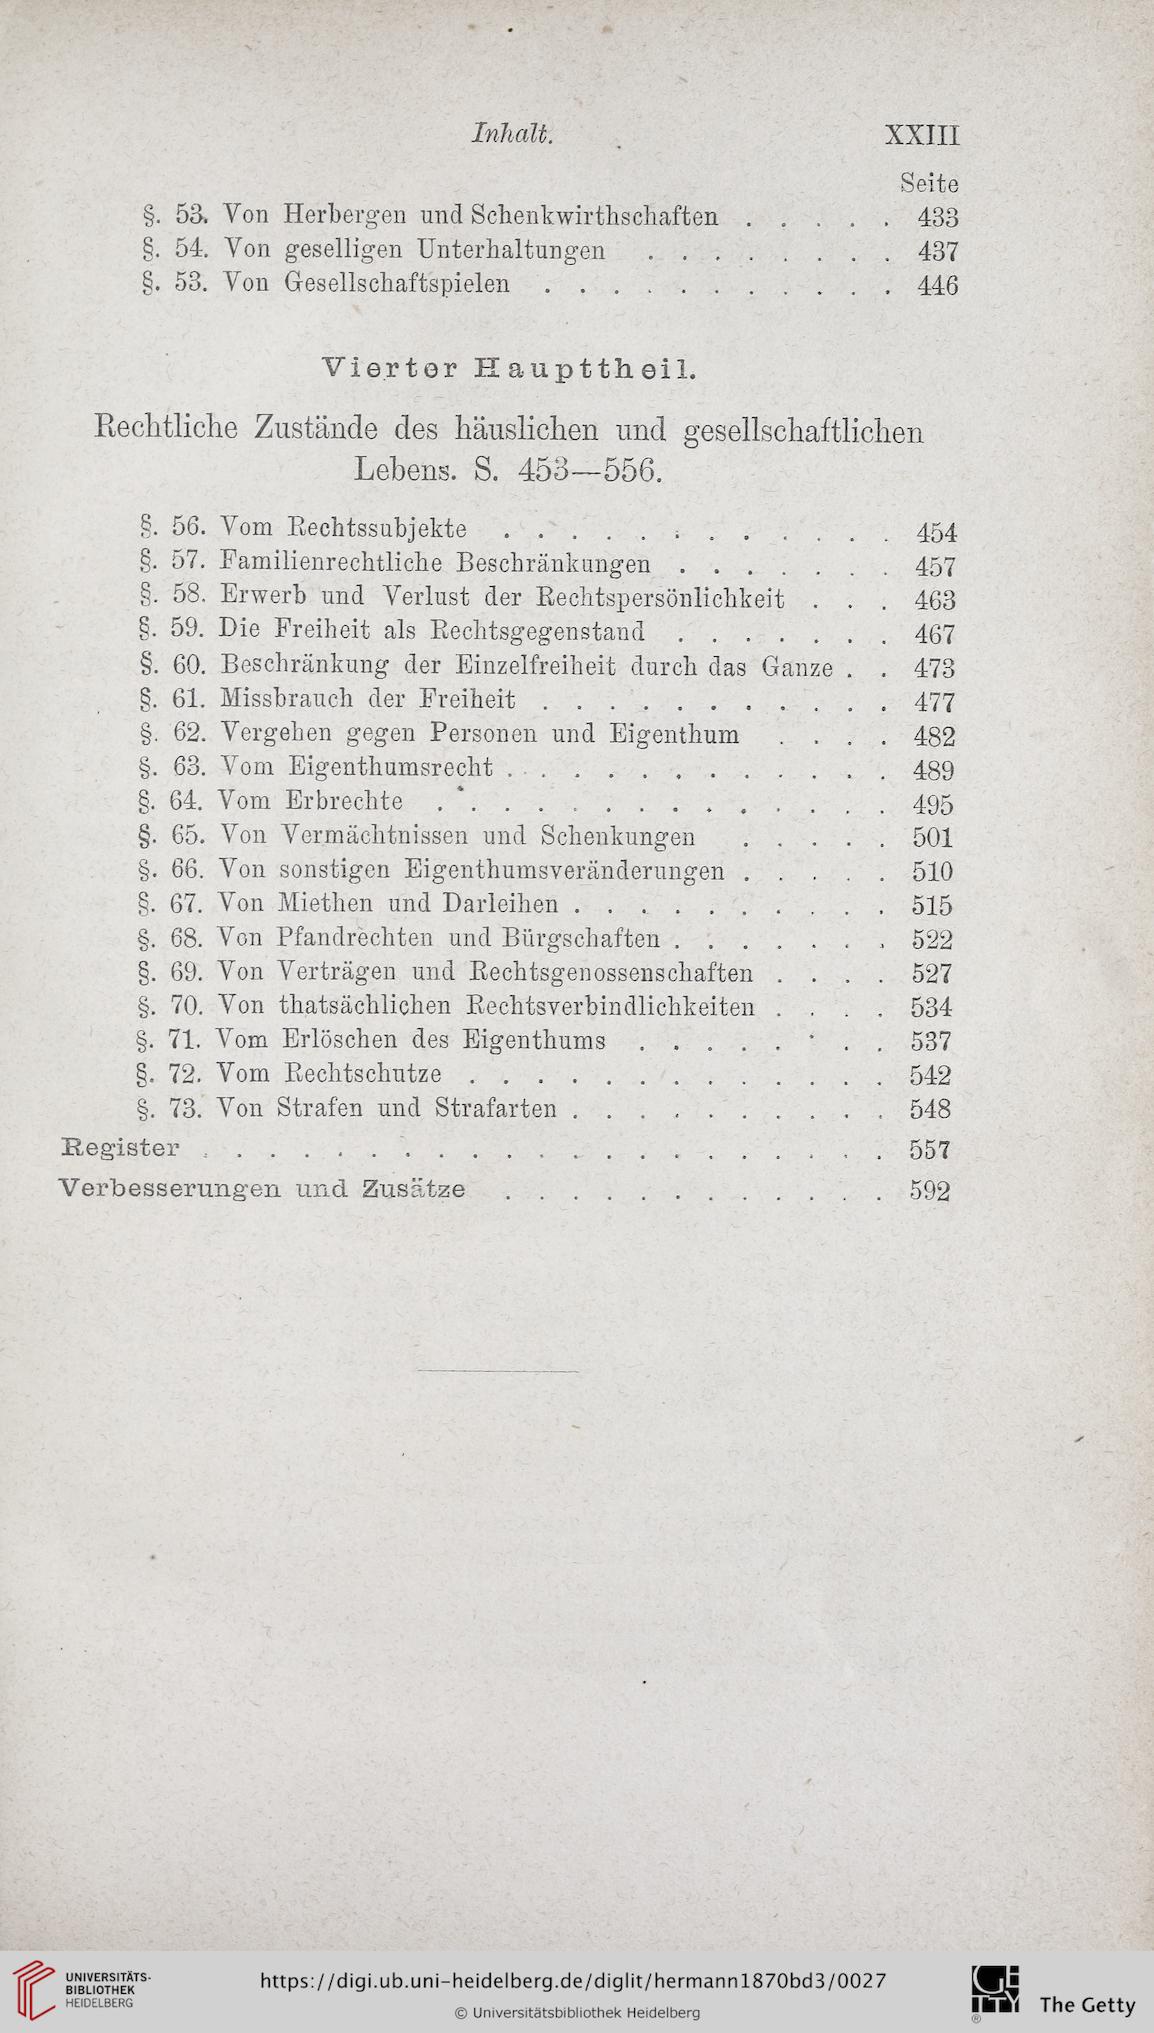 Inhalt. XXIII
Seite
§. 53. Von Herbergen und Schenkwirthschaften . . . . . 433
§. 54. Von geselligen Unterhaltungen . . . . . . . . 437
§. 53. Von Gesellschaftspielen . . . . . . . . . . . 446
Vierter Haupttheil.
Rechtliche Zustände des häuslichen und gesellschaftlichen
Lebens. S. 453—556.
§. 56. Vom Rechtssubjekte . . . . . . . . . . . . 454
§. 57. Familienrechtliche Beschränkungen . . . . . . . 457
§. 58. Erwerb und Verlust der Rechtspersönlichkeit . . . 463
§. 59. Die Freiheit als Rechtsgegenstand . . . . . . . 467
§. 60. Beschränkung der Einzelfreiheit durch das Ganze . . 473
§. 61. Missbrauch der Freiheit . . . . . . . . . . . 477
§. 62. Vergehen gegen Personen und Eigenthum . . . . 482
§. 63. Vom Eigenthumsrecht . . . . . . . . . . . . 489
§. 64. Vom Erbrechte . . . . . . . . . . . . . . 495
§. 65. Von Vermächtnissen und Schenkungen . . . . . 501
§. 66. Von sonstigen Eigenthumsveränderungen . . . . . 510
§. 67. Von Miethen und Darleihen . . . . . . . . . . 515
§. 68. Von Pfandrechten und Bürgschaften . . . . . . . 522
§. 69. Von Verträgen und Rechtsgenossenschaften . . . . 527
§. 70. Von thatsächlichen Rechtsverbindlichkeiten . . . . 534
§. 71. Vom Erlöschen des Eigenthums . . . . . . . . 537
§. 72. Vom Rechtschutze . . . . . . . . . . . . . 542
§. 73. Von Strafen und Strafarten . . . . . . . . . . 548
Register . . . . . . . . . . . . . . . . . . . . . 557
Verbesserungen und Zusätze . . . . . . . . . . . . 592
UNIVERSITÄTS-
BIBLIOTHEK
HEIDELBERG
https://digi.ub.uni-heidelberg.de/diglit/hermann1870bd3/0027
© Universitätsbibliothek Heidelberg
GETTY
® The Getty